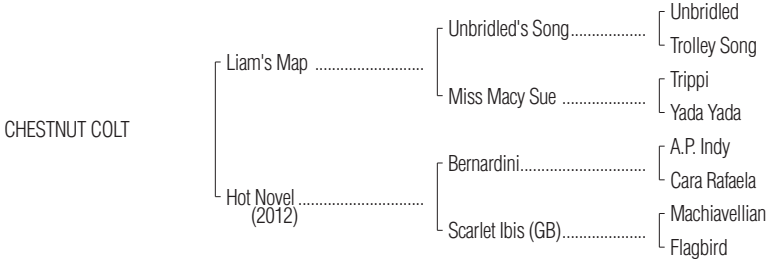 Unbridled
Unbridled's Song
Trolley Song
Liam's Map
Trippi
Miss Macy Sue
Yada Yada
CHESTNUT COLT
A.P. Indy
Bernardini
Cara Rafaela
Hot Novel
(2012)
Machiavellian
Scarlet Ibis (GB)
Flagbird